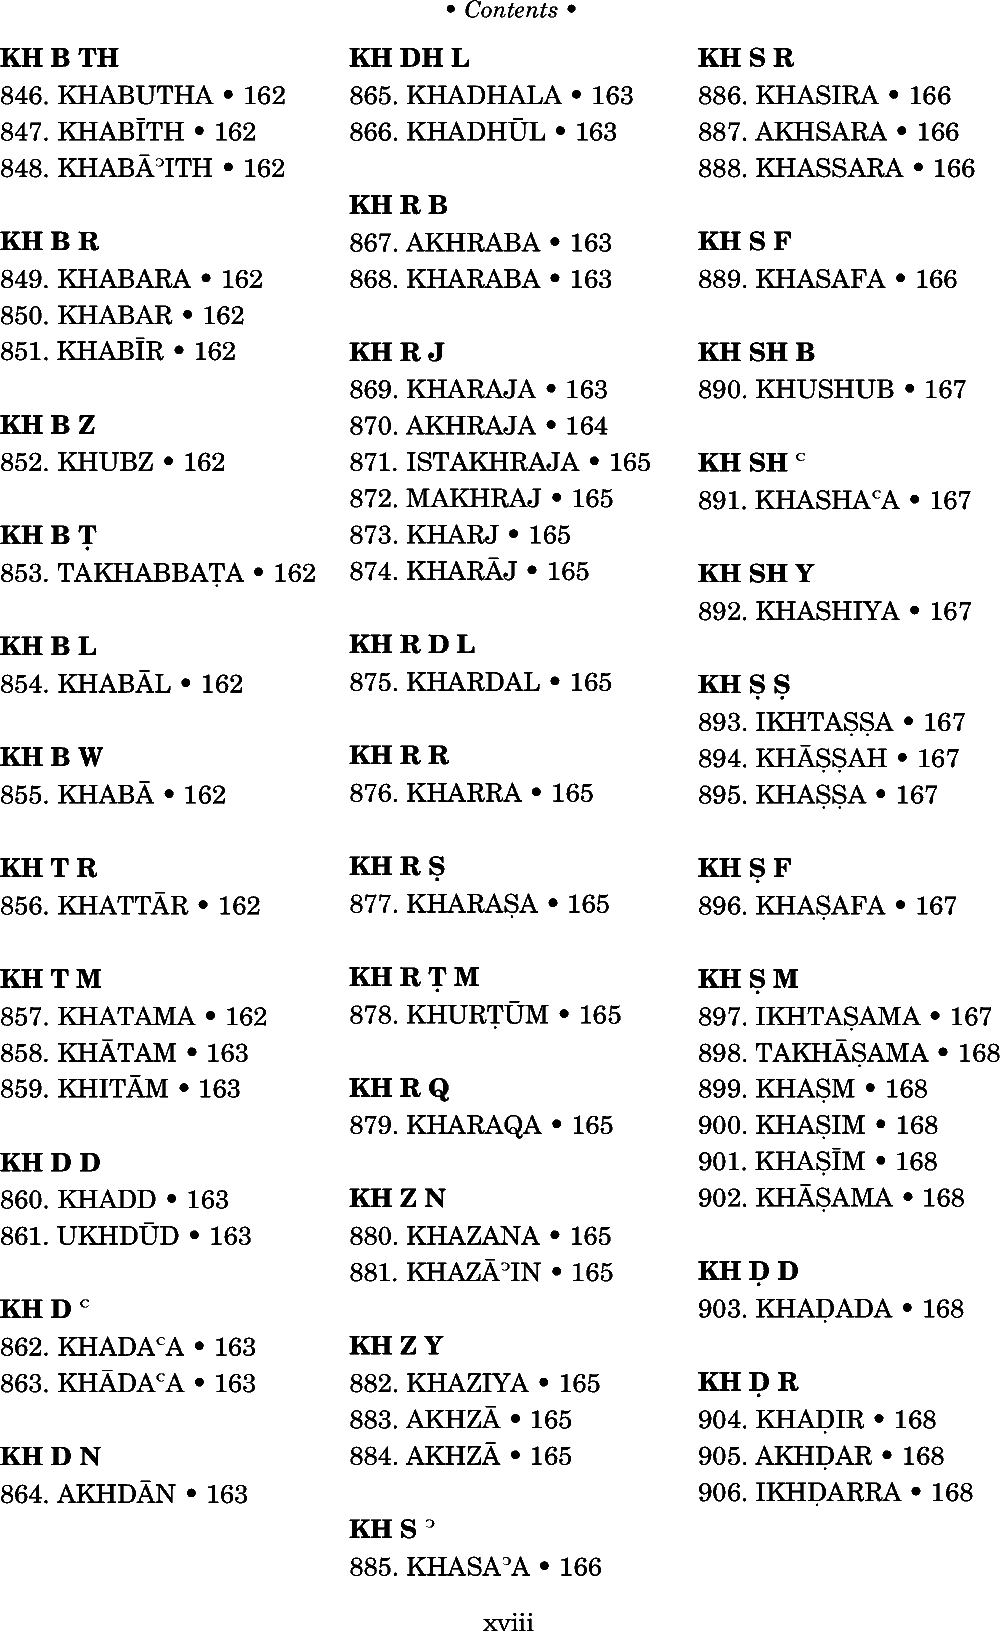 • Contents •
KH B TH
846. KHABUTHA • 162
847. KHABĪTH • 162
848. KHABĀᵓITH • 162
KH B R
849. KHABARA • 162
850. KHABAR • 162
851. KHABĪR • 162
KH B Z
852. KHUBZ • 162
KH B Ṭ
853. TAKHABBAṬA • 162
KH B L
854. KHABĀL • 162
KH B W
855. KHABĀ • 162
KH T R
856. KHATTĀR • 162
KH T M
857. KHATAMA • 162
858. KHĀTAM • 163
859. KHITĀM • 163
KH D D
860. KHADD • 163
861. UKHDŪD • 163
KH D ᶜ
862. KHADAᶜA • 163
863. KHĀDAᶜA • 163
KH D N
864. AKHDĀN • 163
KH DH L
865. KHADHALA • 163
866. KHADHŪL • 163
KH R B
867. AKHRABA • 163
868. KHARABA • 163
KH R J
869. KHARAJA • 163
870. AKHRAJA • 164
871. ISTAKHRAJA • 165
872. MAKHRAJ • 165
873. KHARJ • 165
874. KHARĀJ • 165
KH R D L
875. KHARDAL • 165
KH R R
876. KHARRA • 165
KH R Ṣ
877. KHARAṢA • 165
KH R Ṭ M
878. KHURṬŪM • 165
KH R Q
879. KHARAQA • 165
KH Z N
880. KHAZANA • 165
881. KHAZĀᵓIN • 165
KH Z Y
882. KHAZIYA • 165
883. AKHZĀ • 165
884. AKHZĀ • 165
KH S ᵓ
885. KHASAᵓA • 166
KH S R
886. KHASIRA • 166
887. AKHSARA • 166
888. KHASSARA • 166
KH S F
889. KHASAFA • 166
KH SH B
890. KHUSHUB • 167
KH SH ᶜ
891. KHASHAᶜA • 167
KH SH Y
892. KHASHIYA • 167
KH Ṣ Ṣ
893. IKHTAṢṢA • 167
894. KHĀṢṢAH • 167
895. KHAṢṢA • 167
KH Ṣ F
896. KHAṢAFA • 167
KH Ṣ M
897. IKHTAṢAMA • 167
898. TAKHĀṢAMA • 168
899. KHAṢM • 168
900. KHAṢIM • 168
901. KHAṢĪM • 168
902. KHĀṢAMA • 168
KH Ḍ D
903. KHAḌADA • 168
KH Ḍ R
904. KHAḌIR • 168
905. AKHḌAR • 168
906. IKHḌARRA • 168
xviii